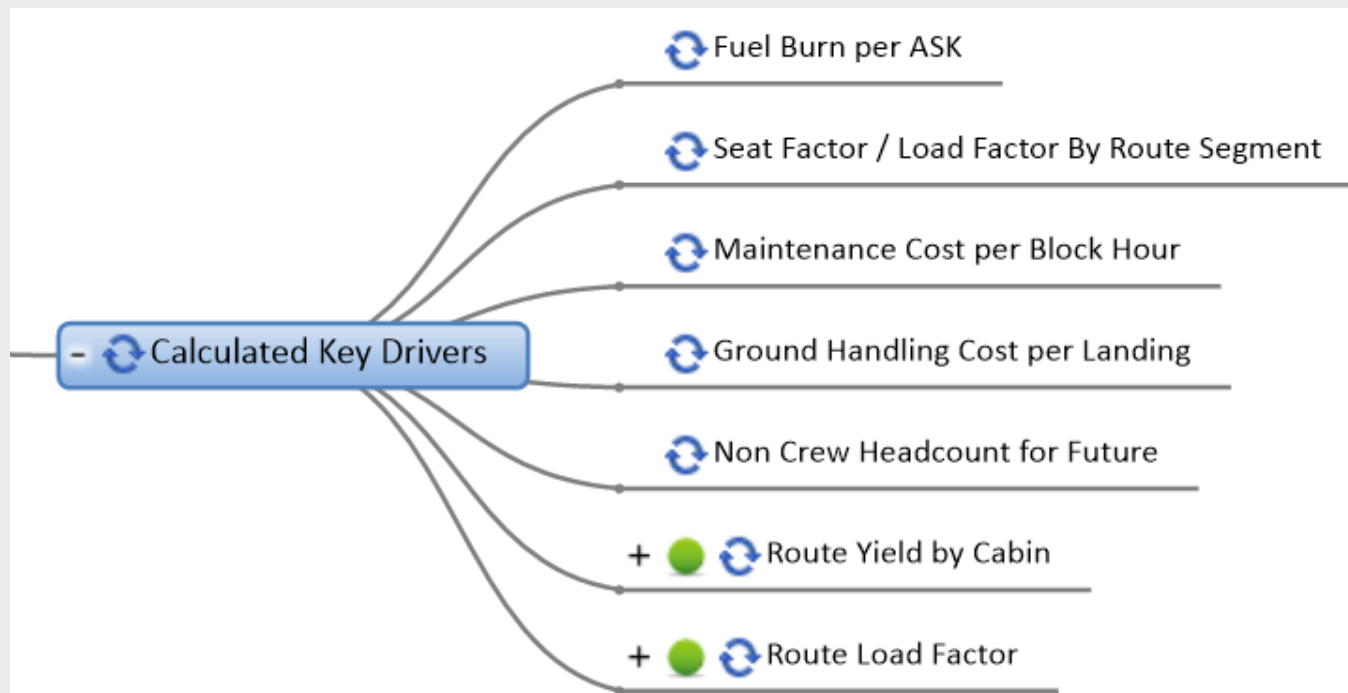 Fuel Burn per ASK
Seat Factor / Load Factor By Route Segment
Maintenance Cost per Block Hour
- Calculated Key Drivers
Ground Handling Cost per Landing
Non Crew Headcount for Future
+ Route Yield by Cabin
+ Route Load Factor